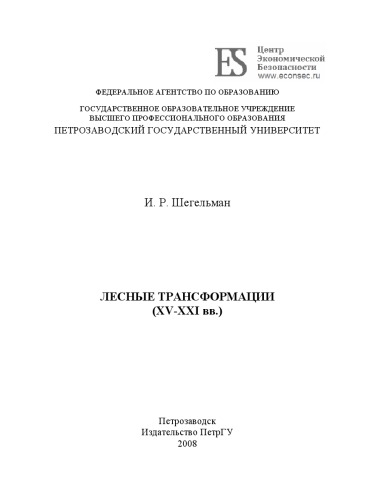 ES Центр
Экономической
Безопасности
www.econsec.ru
ФЕДЕРАЛЬНОЕ АГЕНТСТВО ПО ОБРАЗОВАНИЮ
ГОСУДАРСТВЕННОЕ ОБРАЗОВАТЕЛЬНОЕ УЧРЕЖДЕНИЕ
ВЫСШЕГО ПРОФЕССИОНАЛЬНОГО ОБРАЗОВАНИЯ
ПЕТРОЗАВОДСКИЙ ГОСУДАРСТВЕННЫЙ УНИВЕРСИТЕТ
И. Р. Шегельман
ЛЕСНЫЕ ТРАНСФОРМАЦИИ
(XV-XXI вв.)
Петрозаводск
Издательство ПетрГУ
2008